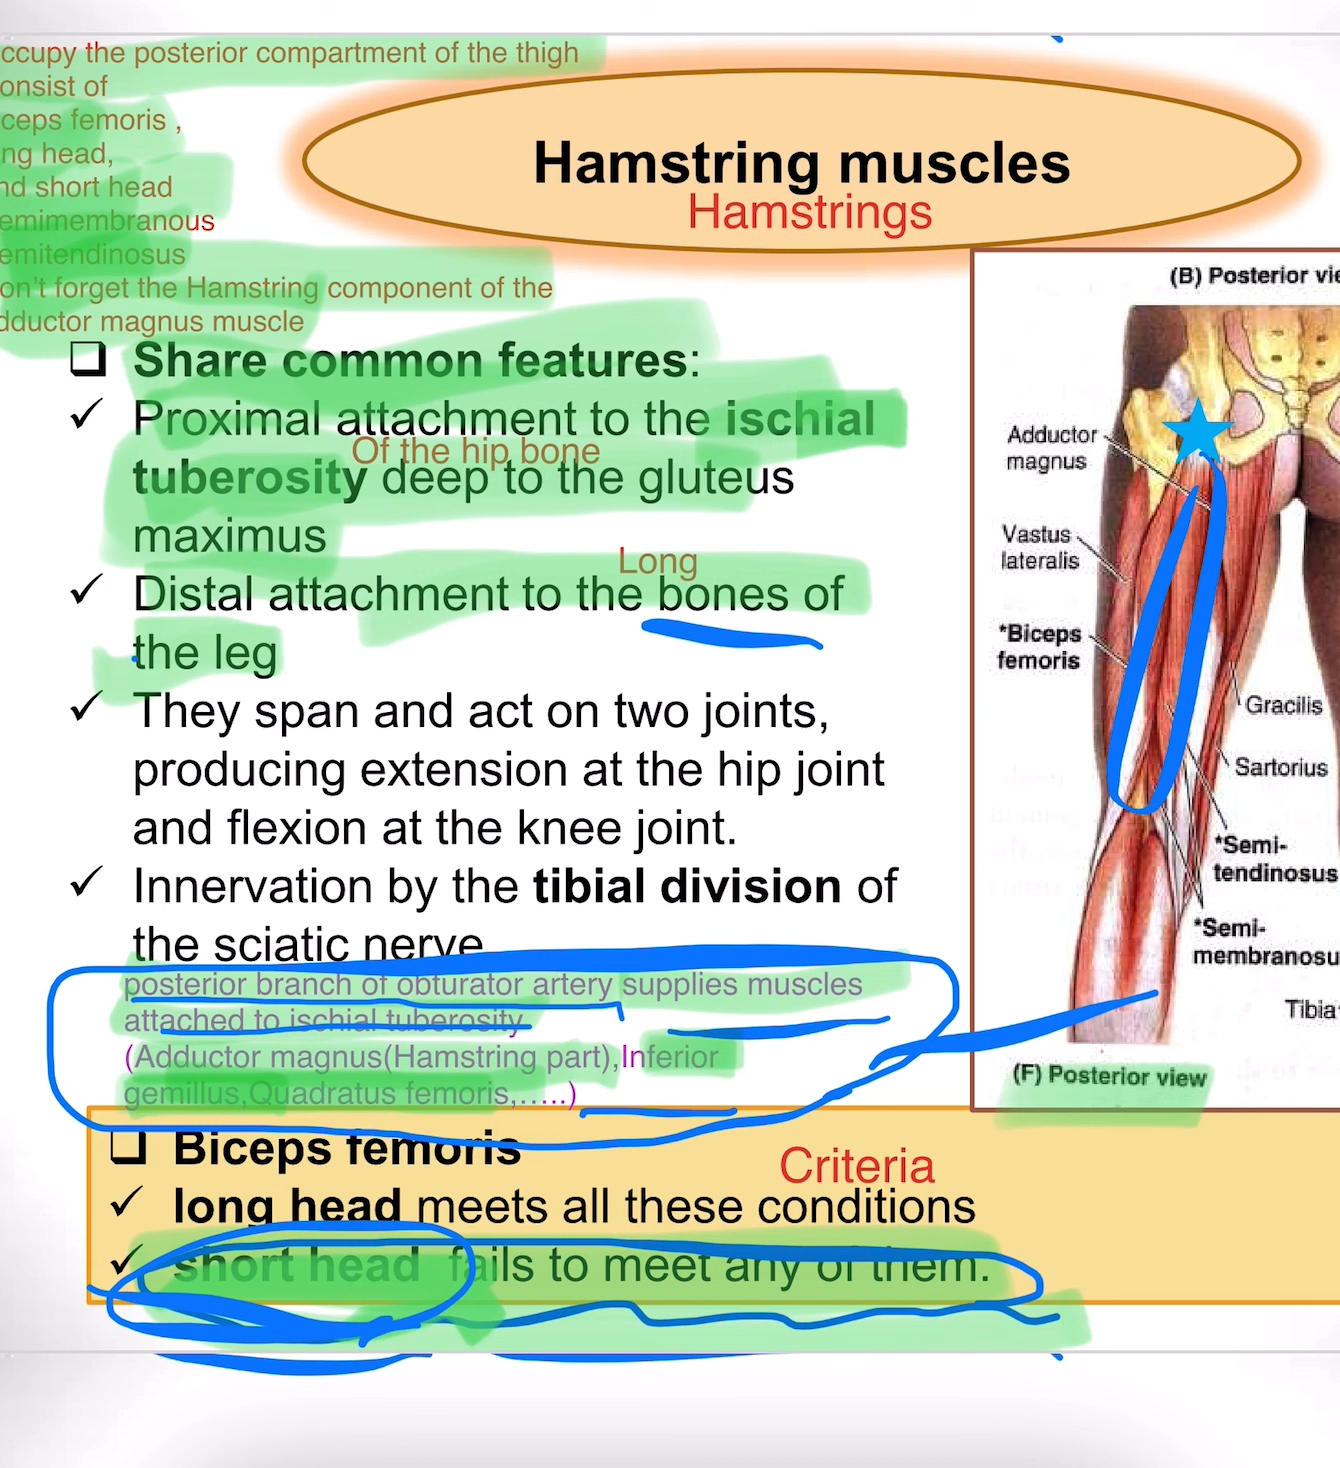 ccupy the posterior compartment of the thigh
onsist of
ceps femoris ,
ng head,
nd short head
emimembranous
emitendinosus
on't forget the Hamstring component of the
dductor magnus muscle
Hamstring muscles
Hamstrings
❑ Share common features:
✓ Proximal attachment to the ischial
Of the hip bone
tuberosity deep to the gluteus
maximus
Long
✓ Distal attachment to the bones of
the leg
✓ They span and act on two joints,
producing extension at the hip joint
and flexion at the knee joint.
✓ Innervation by the tibial division of
the sciatic nerve
posterior branch of obturator artery supplies muscles
attached to ischial tuberosity
(Adductor magnus(Hamstring part),Inferior
gemillus,Quadratus femoris,.....)
❑ Biceps femoris
Criteria
✓ long head meets all these conditions
✓ short head fails to meet any of them.
(B) Posterior vie
Adductor
magnus
Vastus
lateralis
*Biceps
femoris
Gracilis
Sartorius
*Semi-
tendinosus
*Semi-
membranosu
Tibia
(F) Posterior view